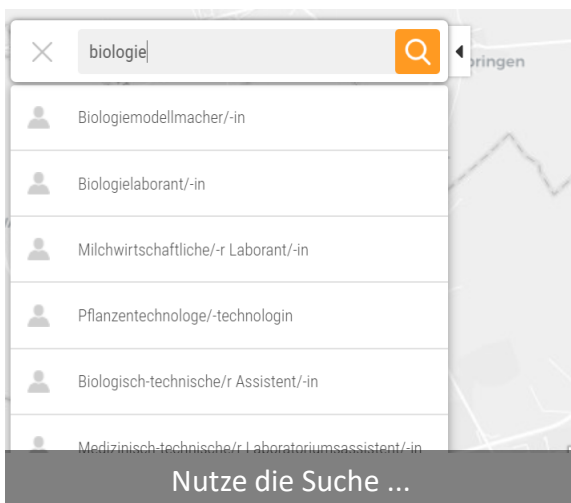 biologie
pringen
Biologiemodellmacher/-in
Biologielaborant/-in
Milchwirtschaftliche/-r Laborant/-in
Pflanzentechnologe/-technologin
Biologisch-technische/r Assistent/-in
Medizinisch-technische/r Laboratoriumsassistent/-in
Nutze die Suche ...